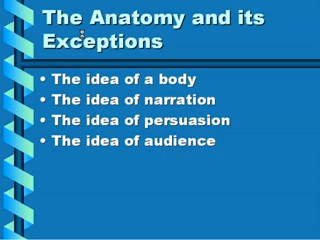 The Anatomy and its
Exceptions
• The idea of a body
• The idea of narration
• The idea of persuasion
• The idea of audience